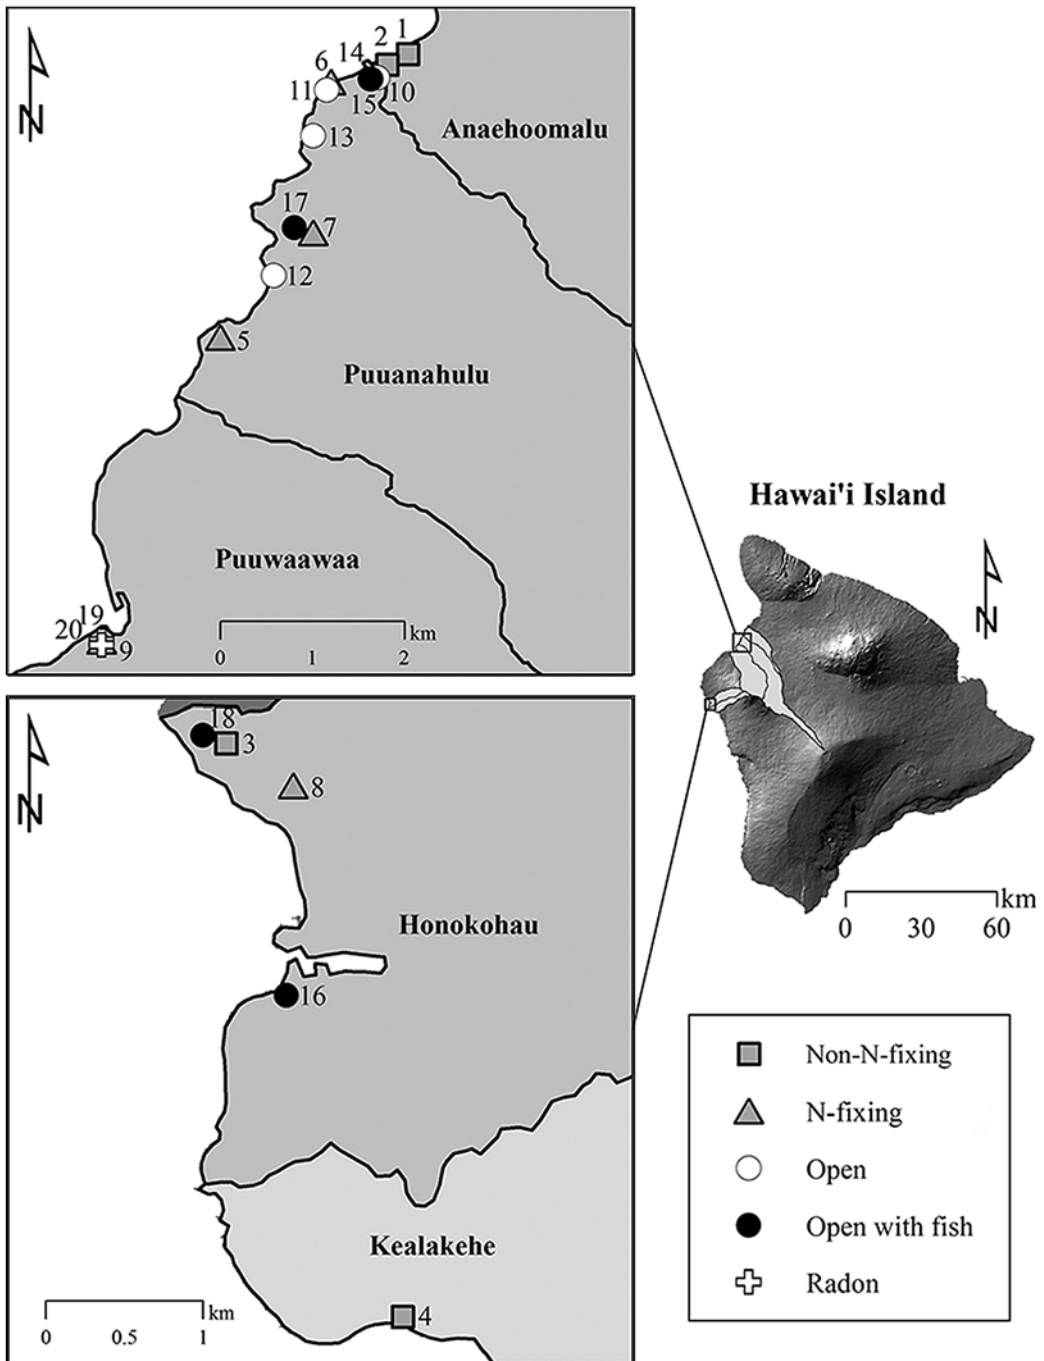 N
1
2
14
6
11
15
10
13
Anaehoomalu
17
7
12
5
Puuanahulu
Puuwaawaa
19
20
9
km
0 1 2
Hawai'i Island
N
km
0 30 60
N
18
3
8
Honokohau
16
Kealakehe
4
km
0 0.5 1
Non-N-fixing
N-fixing
Open
Open with fish
Radon